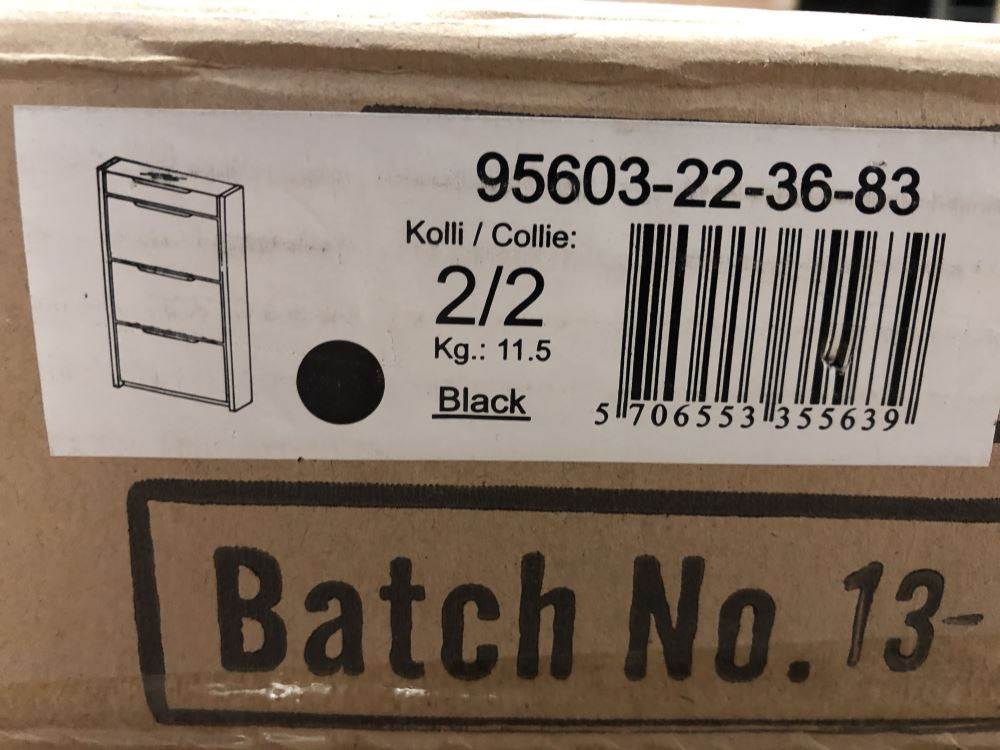 95603-22-36-83
Kolli / Collie:
2/2
Kg.: 11.5
Black
5 706553 355639
Batch No. 13-